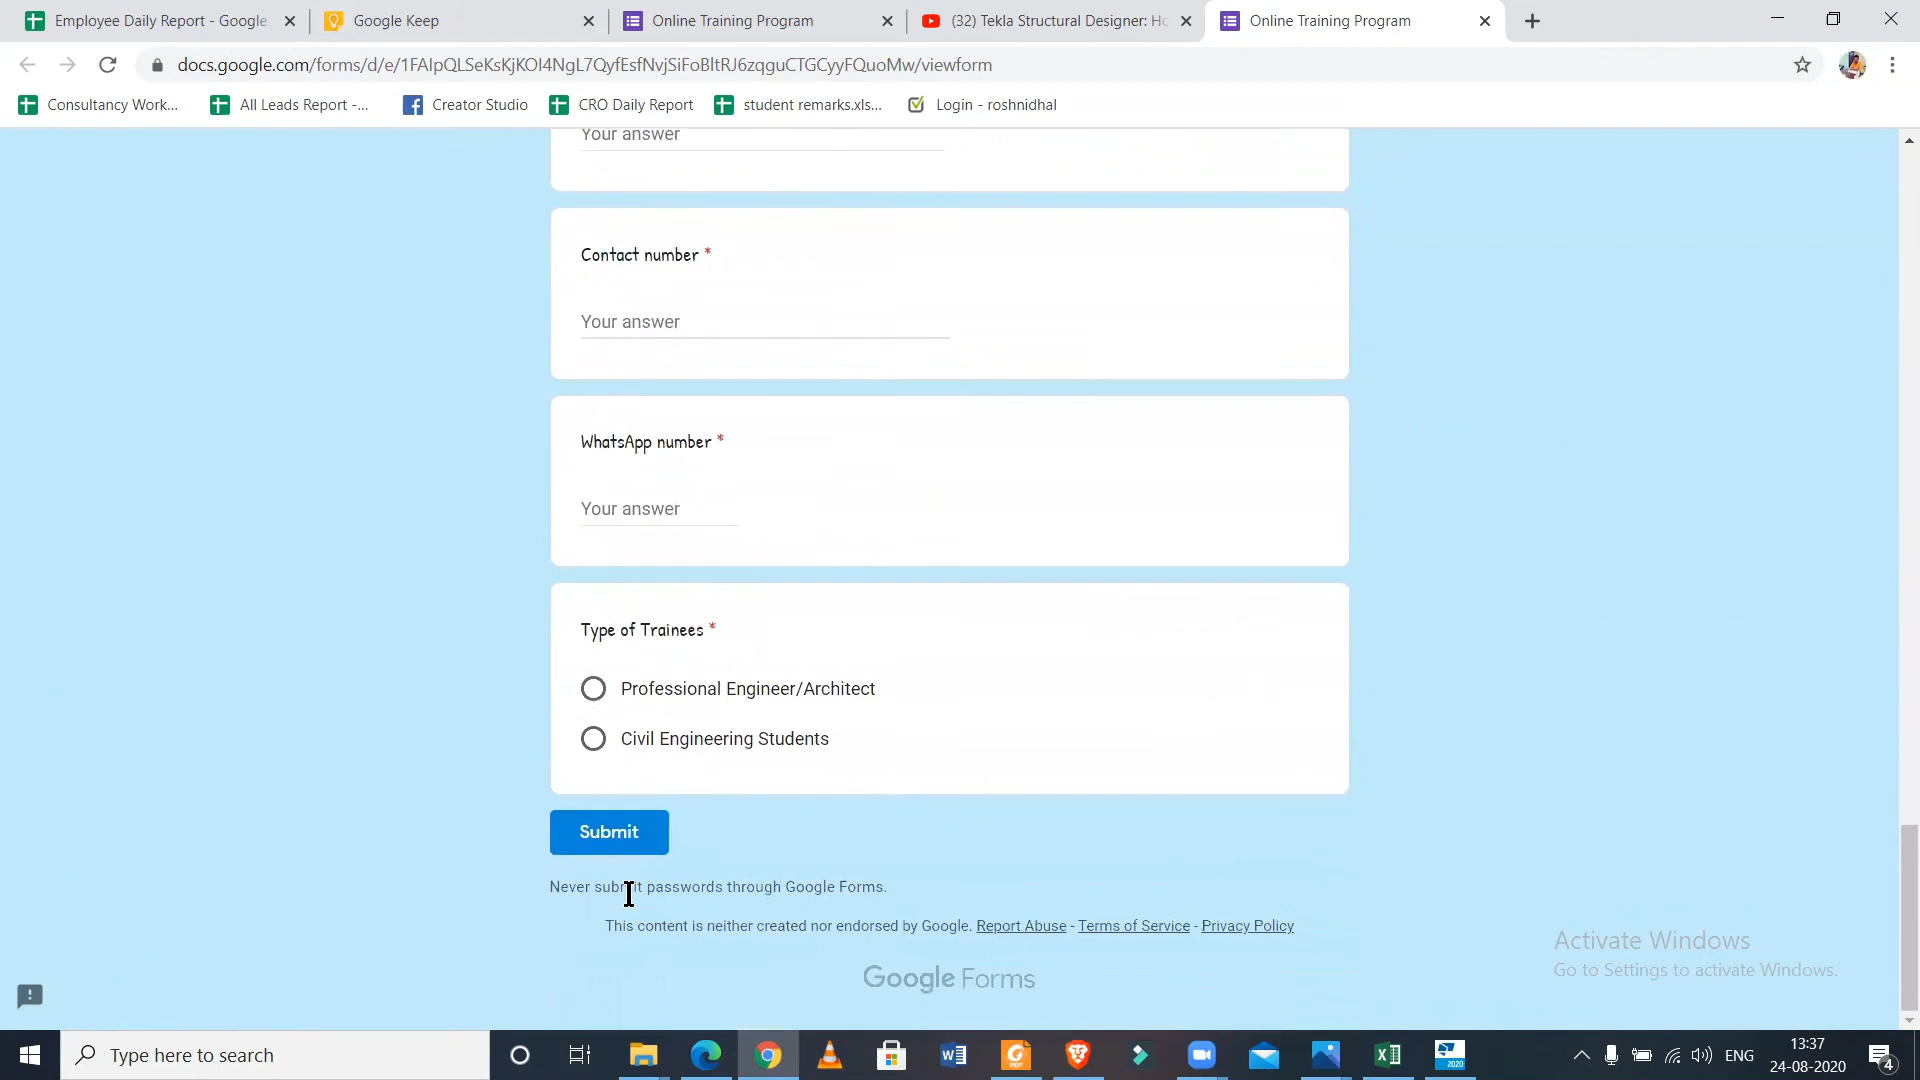 Employee Daily Report - Google
Google Keep
Online Training Program
(32) Tekla Structural Designer: Ho
Online Training Program
docs.google.com/forms/d/e/1FAIpQLSeKsKjKOI4NgL7QyfEsfNvjSiFoBltRJ6zqguCTGCyyFQuoMw/viewform
Consultancy Work...
All Leads Report -...
Creator Studio
CRO Daily Report
student remarks.xls...
Login - roshnidhal
Your answer
Contact number *
Your answer
WhatsApp number *
Your answer
Type of Trainees *
Professional Engineer/Architect
Civil Engineering Students
Submit
Never submit passwords through Google Forms.
This content is neither created nor endorsed by Google. Report Abuse - Terms of Service - Privacy Policy
Google Forms
Activate Windows
Go to Settings to activate Windows.
Type here to search
ENG
13:37
24-08-2020
4
2020